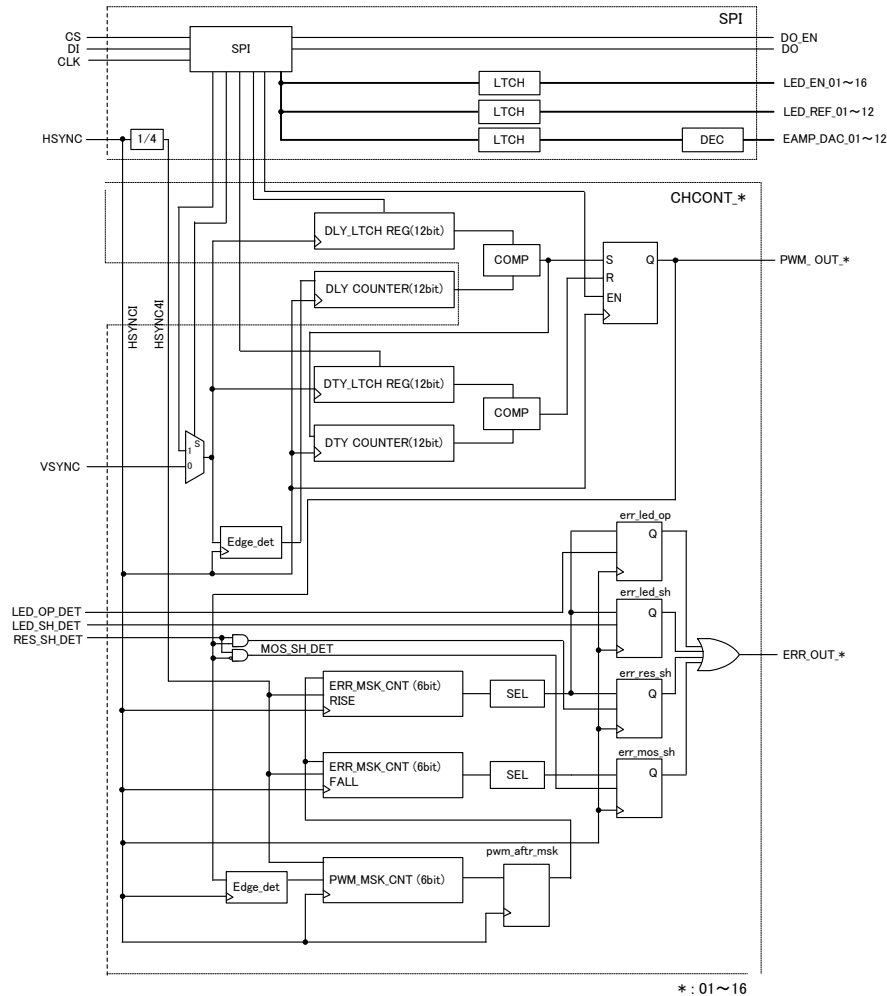 SPI
CS
DI
CLK
SPI
DO_EN
DO
LTCH
LED_EN_01～16
LTCH
LED_REF_01～12
HSYNC
1/4
LTCH
DEC
EAMP_DAC_01～12
CHCONT_*
DLY_LTCH REG(12bit)
COMP
S
Q
R
EN
PWM_ OUT_*
DLY COUNTER(12bit)
HSYNCI
HSYNC4I
DTY_LTCH REG(12bit)
COMP
DTY COUNTER(12bit)
S
1
0
VSYNC
Edge_det
err_led_op
Q
LED_OP_DET
LED_SH_DET
RES_SH_DET
err_led_sh
Q
MOS_SH_DET
ERR_OUT_*
err_res_sh
Q
ERR_MSK_CNT (6bit)
RISE
SEL
err_mos_sh
Q
ERR_MSK_CNT (6bit)
FALL
SEL
pwm_aftr_msk
Edge_det
PWM_MSK_CNT (6bit)
* : 01～16